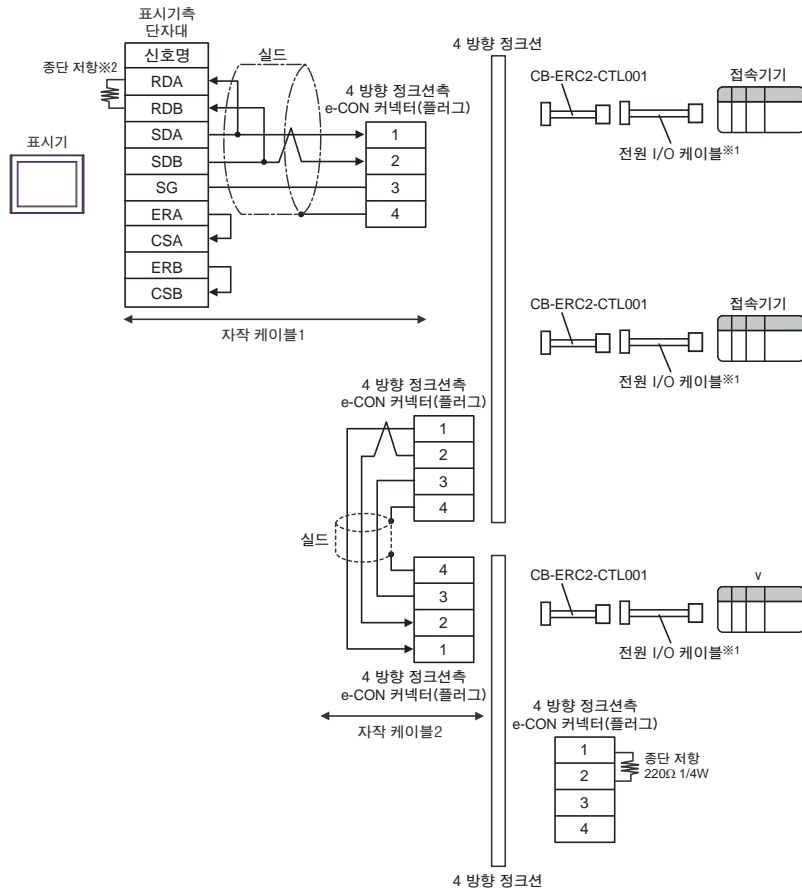 표시기측
단자대
신호명
RDA
RDB
SDA
SDB
SG
ERA
CSA
ERB
CSB
종단 저항※2
표시기
실드
4 방향 정크션측
e-CON 커넥터(플러그)
1
2
3
4
자작 케이블1
4 방향 정크션
CB-ERC2-CTL001
전원 I/O 케이블※1
접속기기
CB-ERC2-CTL001
전원 I/O 케이블※1
접속기기
4 방향 정크션측
e-CON 커넥터(플러그)
1
2
3
4
실드
4
3
2
1
4 방향 정크션측
e-CON 커넥터(플러그)
자작 케이블2
CB-ERC2-CTL001
전원 I/O 케이블※1
v
4 방향 정크션측
e-CON 커넥터(플러그)
1
2
3
4
종단 저항
220Ω 1/4W
4 방향 정크션